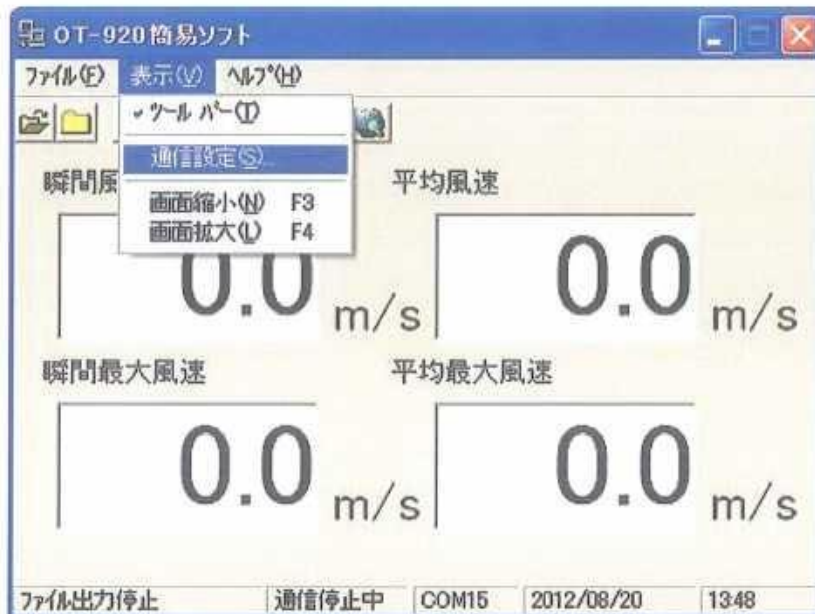 OT-920簡易ソフト
ファイル(F) 表示(V) ヘルプ(H)
ツール バー(T)
通信設定(S)...
画面縮小(N) F3
画面拡大(L) F4
瞬間風
平均風速
0.0 m/s
0.0 m/s
瞬間最大風速
平均最大風速
0.0 m/s
0.0 m/s
ファイル出力停止 通信停止中 COM15 2012/08/20 13:48